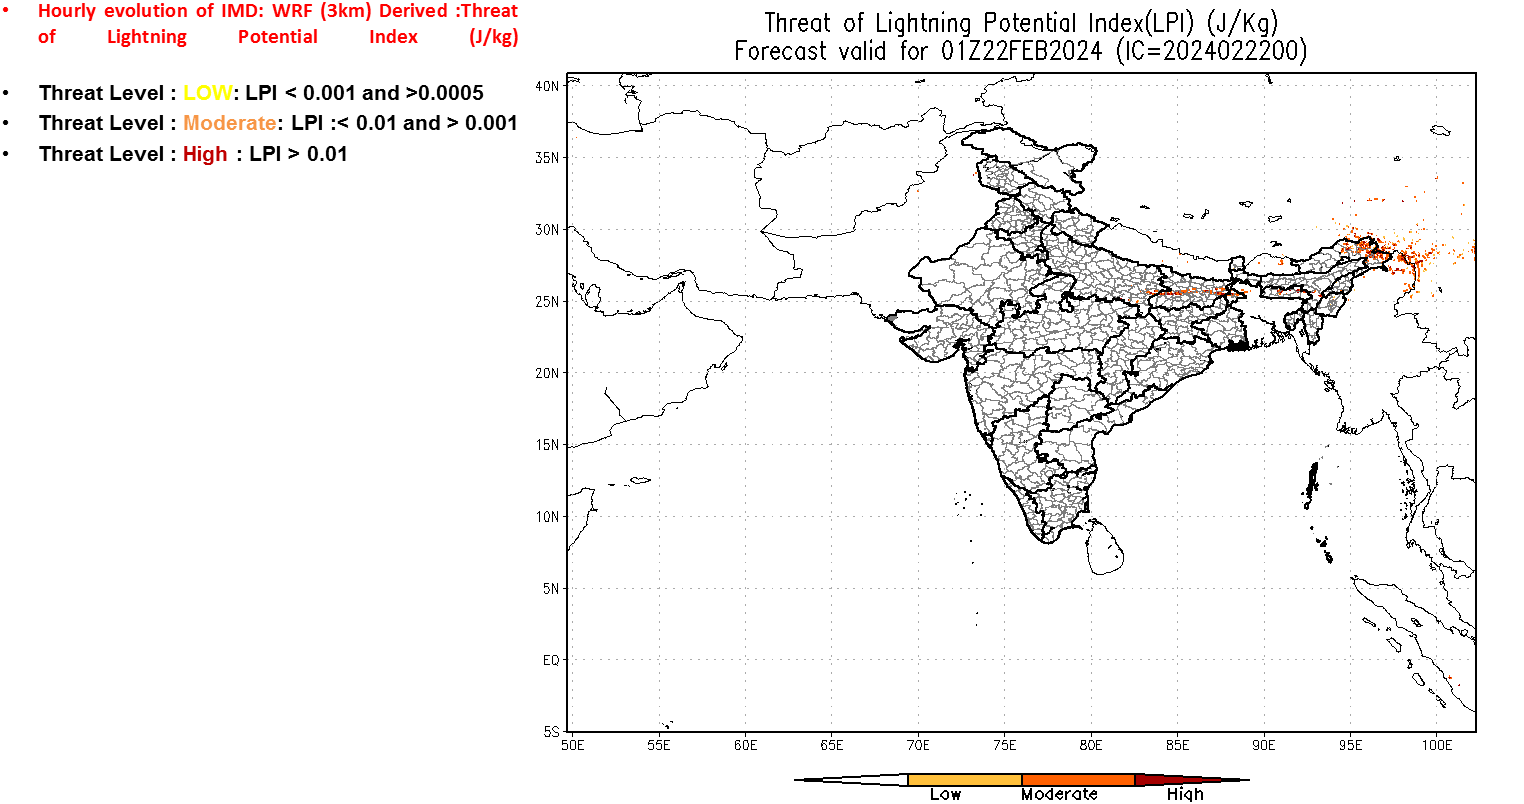 • Hourly evolution of IMD: WRF (3km) Derived :Threat
of Lightning Potential Index (J/kg)
• Threat Level : LOW: LPI < 0.001 and >0.0005
• Threat Level : Moderate: LPI :< 0.01 and > 0.001
• Threat Level : High : LPI > 0.01
Threat of Lightning Potential Index(LPI) (J/Kg)
Forecast valid for 01Z22FEB2024 (IC=2024022200)
40N
35N
30N
25N
20N
15N
10N
5N
EQ
5S
50E 55E 60E 65E 70E 75E 80E 85E 90E 95E 100E
Low Moderate High